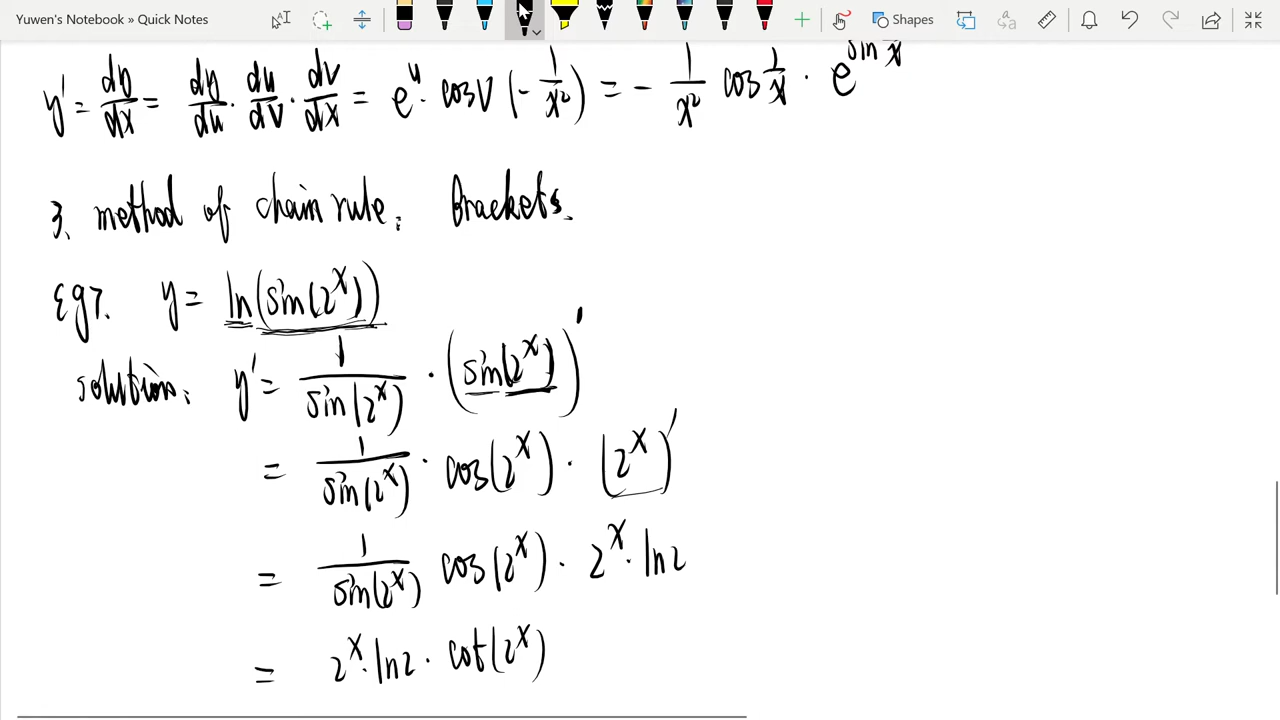 Yuwen's Notebook » Quick Notes Shapes
y' = dy/dx = dy/du · du/dv · dv/dx = e^u · cos v (-1/x²) = - 1/x² cos 1/x · e^(sin 1/x)
3. method of chain rule: Brackets.
Eg7. y = ln(sin(2^x))
solution: y' = 1/sin(2^x) · (sin(2^x))'
= 1/sin(2^x) · cos(2^x) · (2^x)'
= 1/sin(2^x) cos(2^x) · 2^x · ln2
= 2^x · ln2 · cot(2^x)